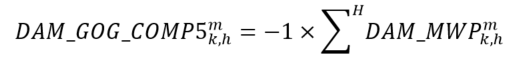 DAM_GOG_COMP5^m_{k,h} = −1 × ∑^H DAM_MWP^m_{k,h}